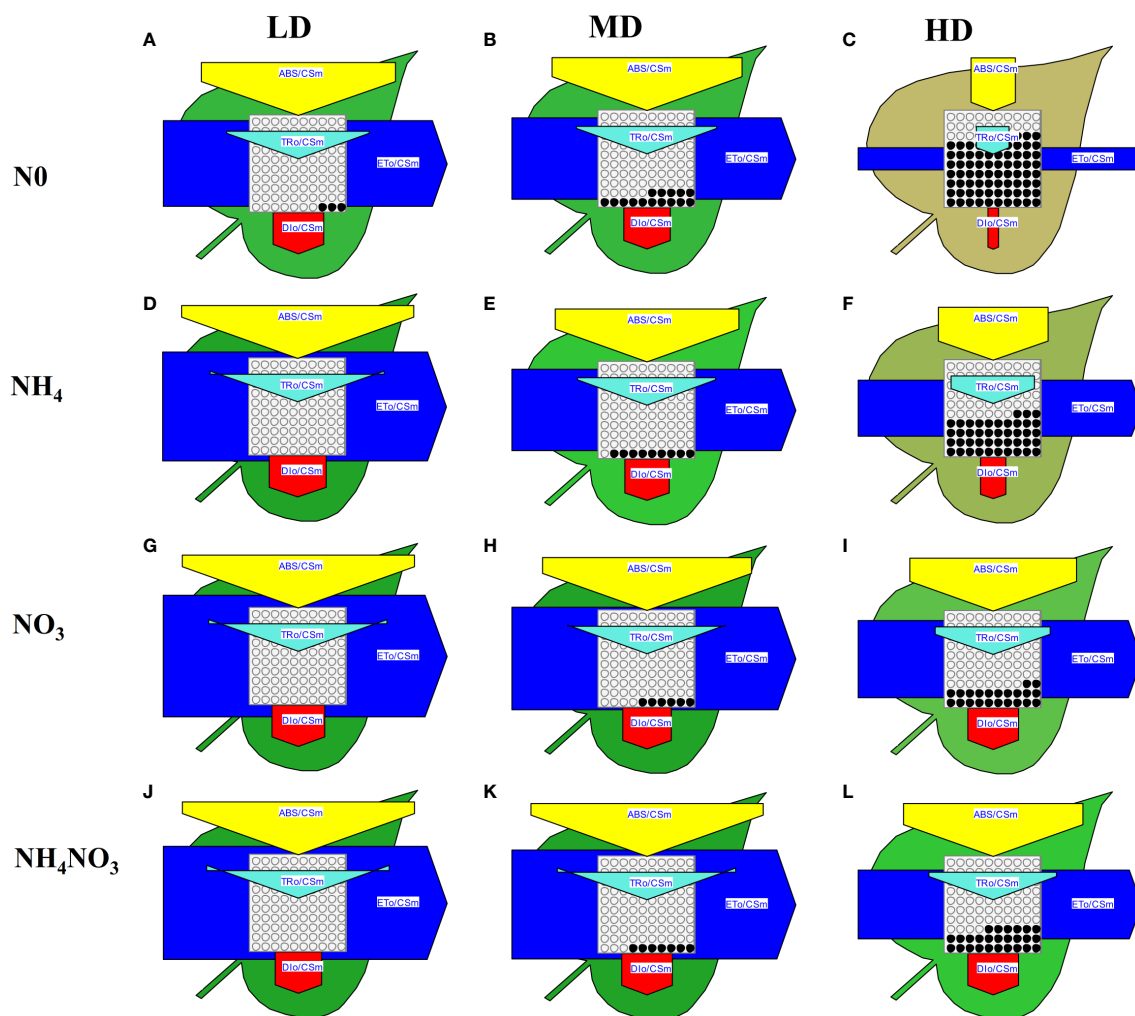 LD MD HD
A B C
ABS/CSm ABS/CSm ABS/CSm
TRo/CSm TRo/CSm TRo/CSm
N0 ETo/CSm ETo/CSm ETo/CSm
DIo/CSm DIo/CSm DIo/CSm
D E F
ABS/CSm ABS/CSm ABS/CSm
NH₄ TRo/CSm TRo/CSm TRo/CSm
ETo/CSm ETo/CSm ETo/CSm
DIo/CSm DIo/CSm DIo/CSm
G H I
ABS/CSm ABS/CSm ABS/CSm
NO₃ TRo/CSm TRo/CSm TRo/CSm
ETo/CSm ETo/CSm ETo/CSm
DIo/CSm DIo/CSm DIo/CSm
J K L
ABS/CSm ABS/CSm ABS/CSm
NH₄NO₃ TRo/CSm TRo/CSm TRo/CSm
ETo/CSm ETo/CSm ETo/CSm
DIo/CSm DIo/CSm DIo/CSm